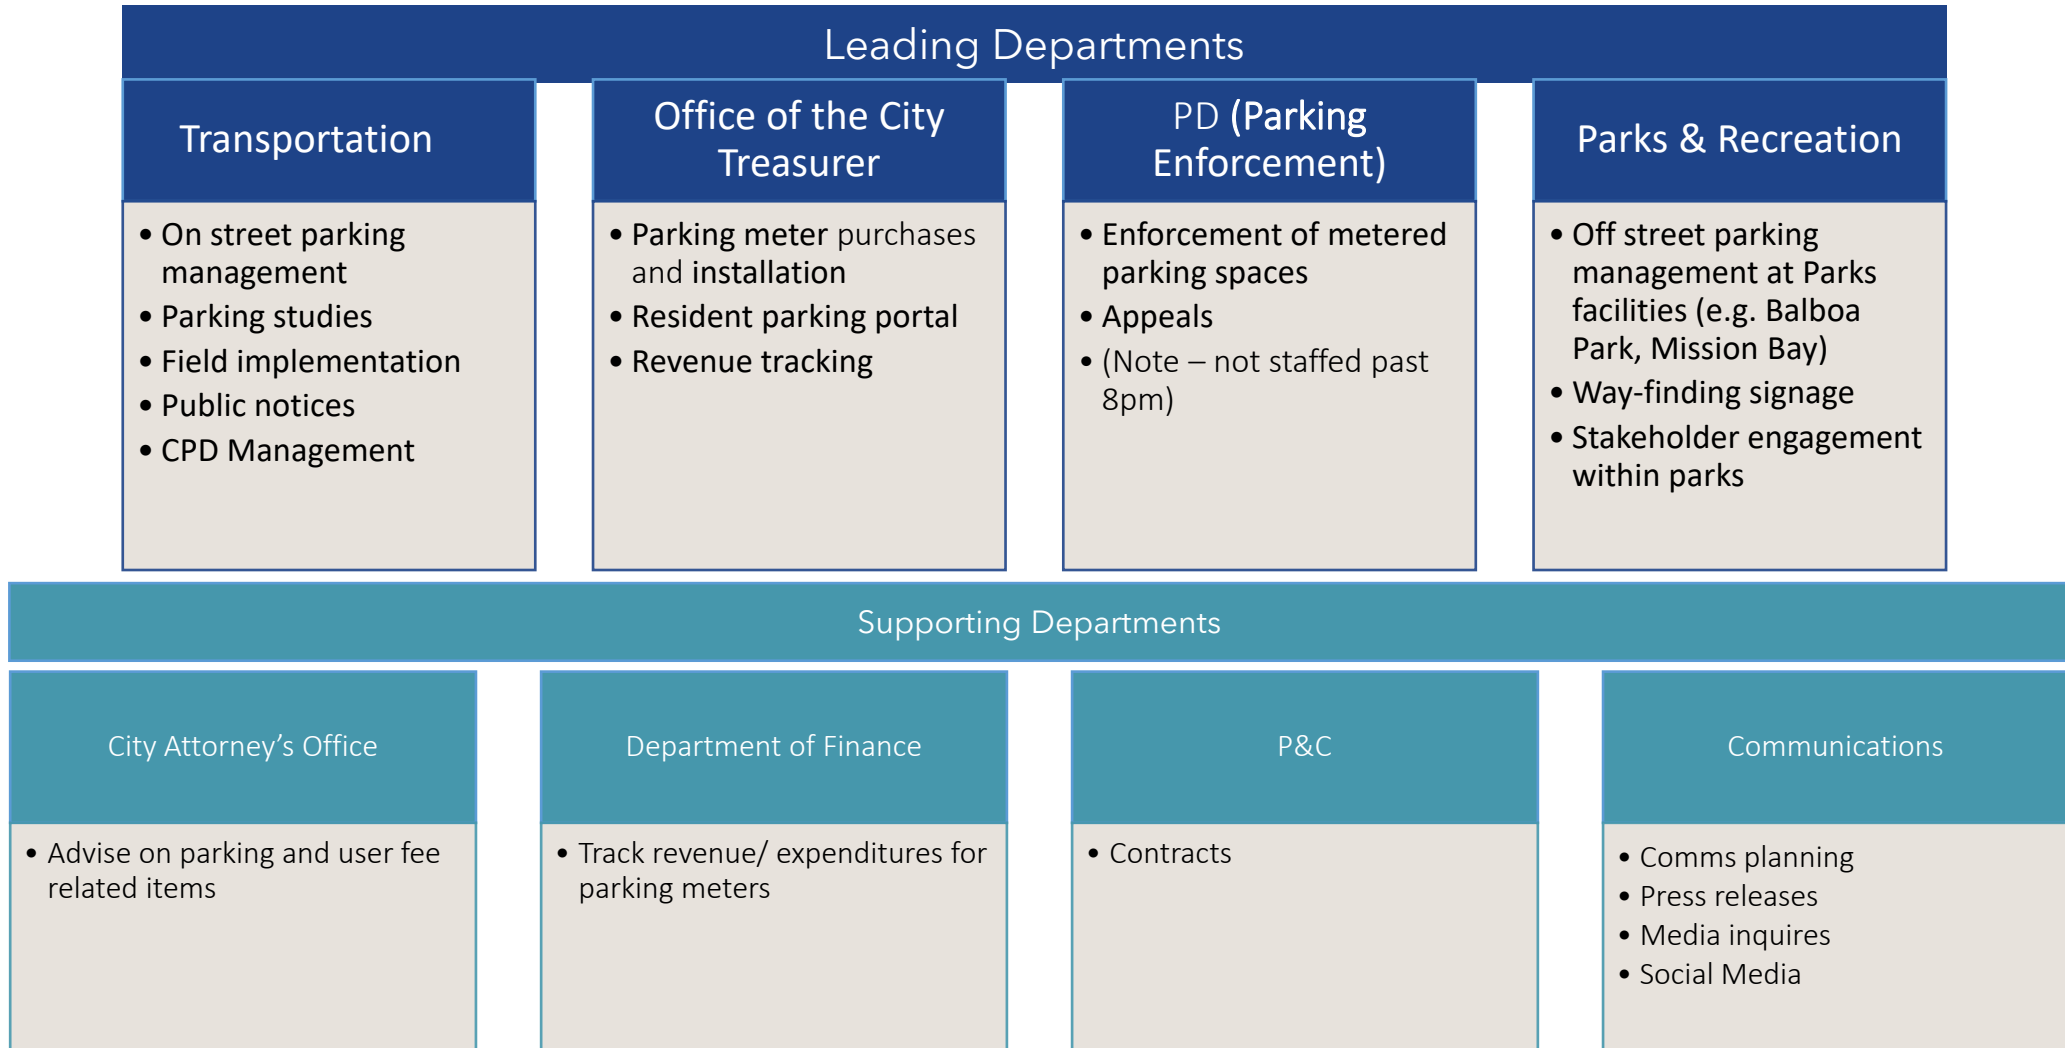 Leading Departments
Transportation
• On street parking
management
• Parking studies
• Field implementation
• Public notices
• CPD Management
Office of the City
Treasurer
• Parking meter purchases
and installation
• Resident parking portal
• Revenue tracking
PD (Parking
Enforcement)
• Enforcement of metered
parking spaces
• Appeals
• (Note – not staffed past
8pm)
Parks & Recreation
• Off street parking
management at Parks
facilities (e.g. Balboa
Park, Mission Bay)
• Way-finding signage
• Stakeholder engagement
within parks
Supporting Departments
City Attorney’s Office
• Advise on parking and user fee
related items
Department of Finance
• Track revenue/ expenditures for
parking meters
P&C
• Contracts
Communications
• Comms planning
• Press releases
• Media inquires
• Social Media